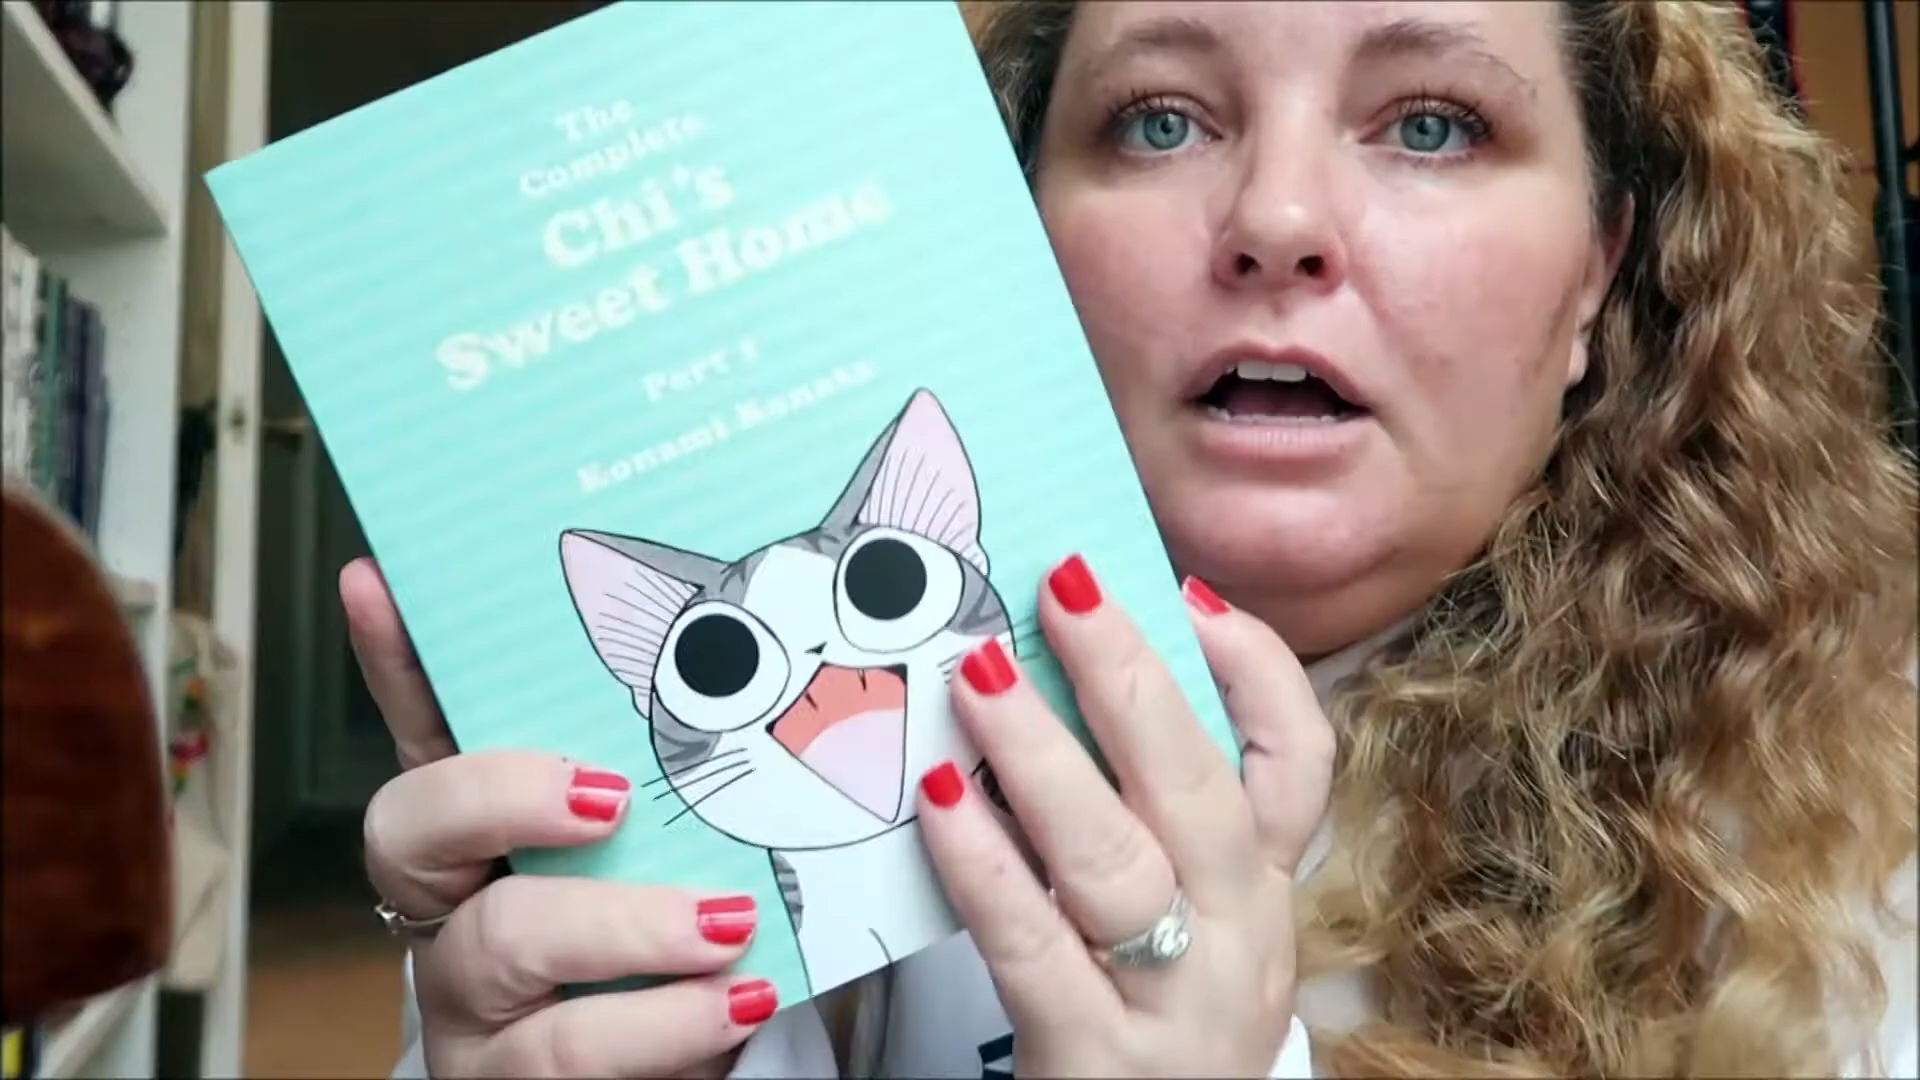 The
Complete
Chi's
Sweet Home
Part 1
Konami Kanata